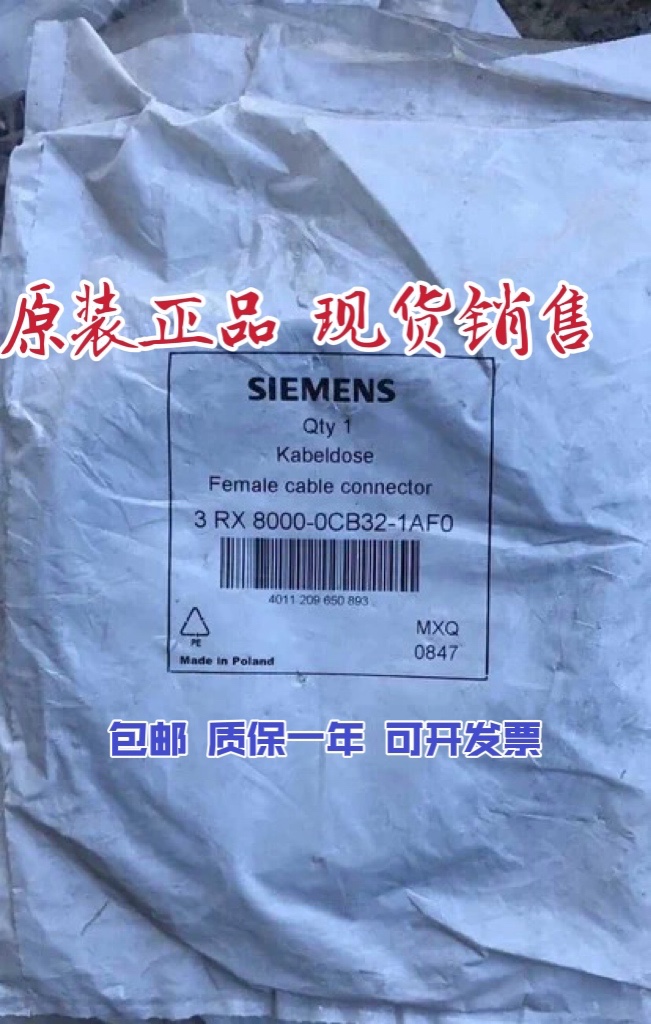 原装正品 现货销售
SIEMENS
Qty 1
Kabeldose
Female cable connector
3 RX 8000-0CB32-1AF0
4011 209 650 893
PE
MXQ
Made in Poland
0847
包邮 质保一年 可开发票